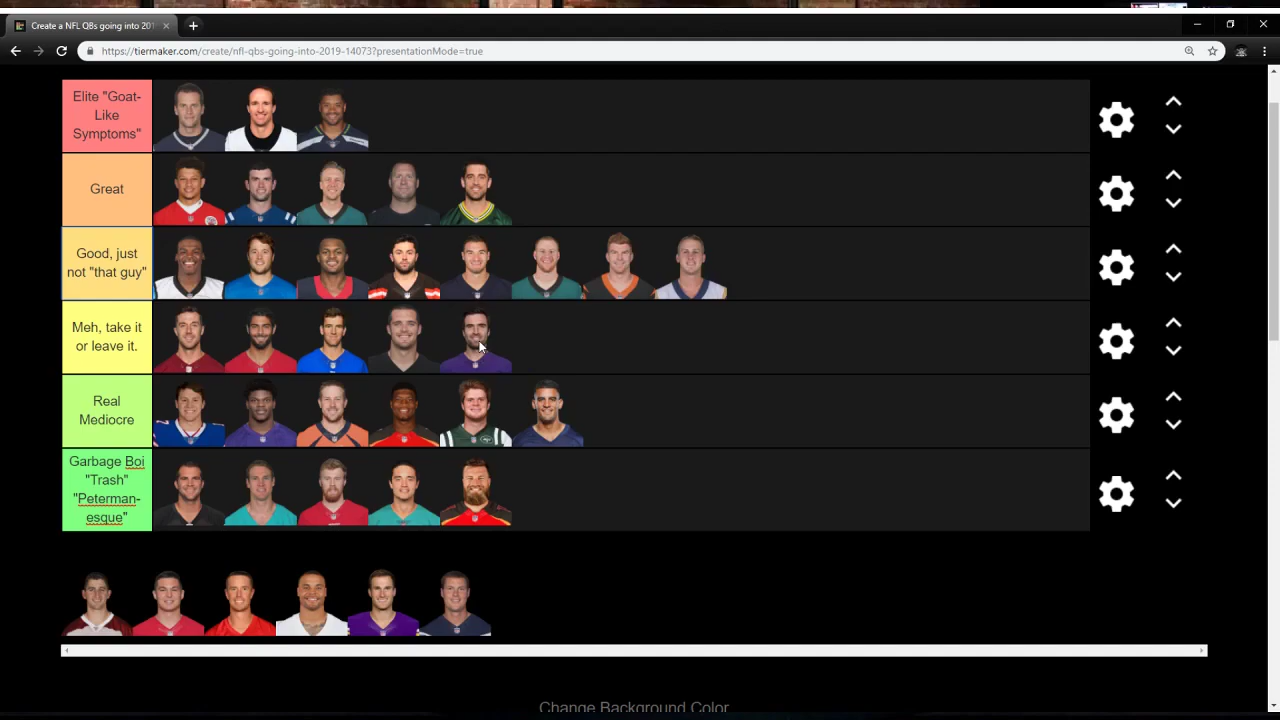 Create a NFL QBs going into 201
https://tiermaker.com/create/nfl-qbs-going-into-2019-14073?presentationMode=true
Elite "Goat-
Like
Symptoms"
Great
Good, just
not "that guy"
Meh, take it
or leave it.
Real
Mediocre
Garbage Boi
"Trash"
"Peterman-
esque"
Change Background Color